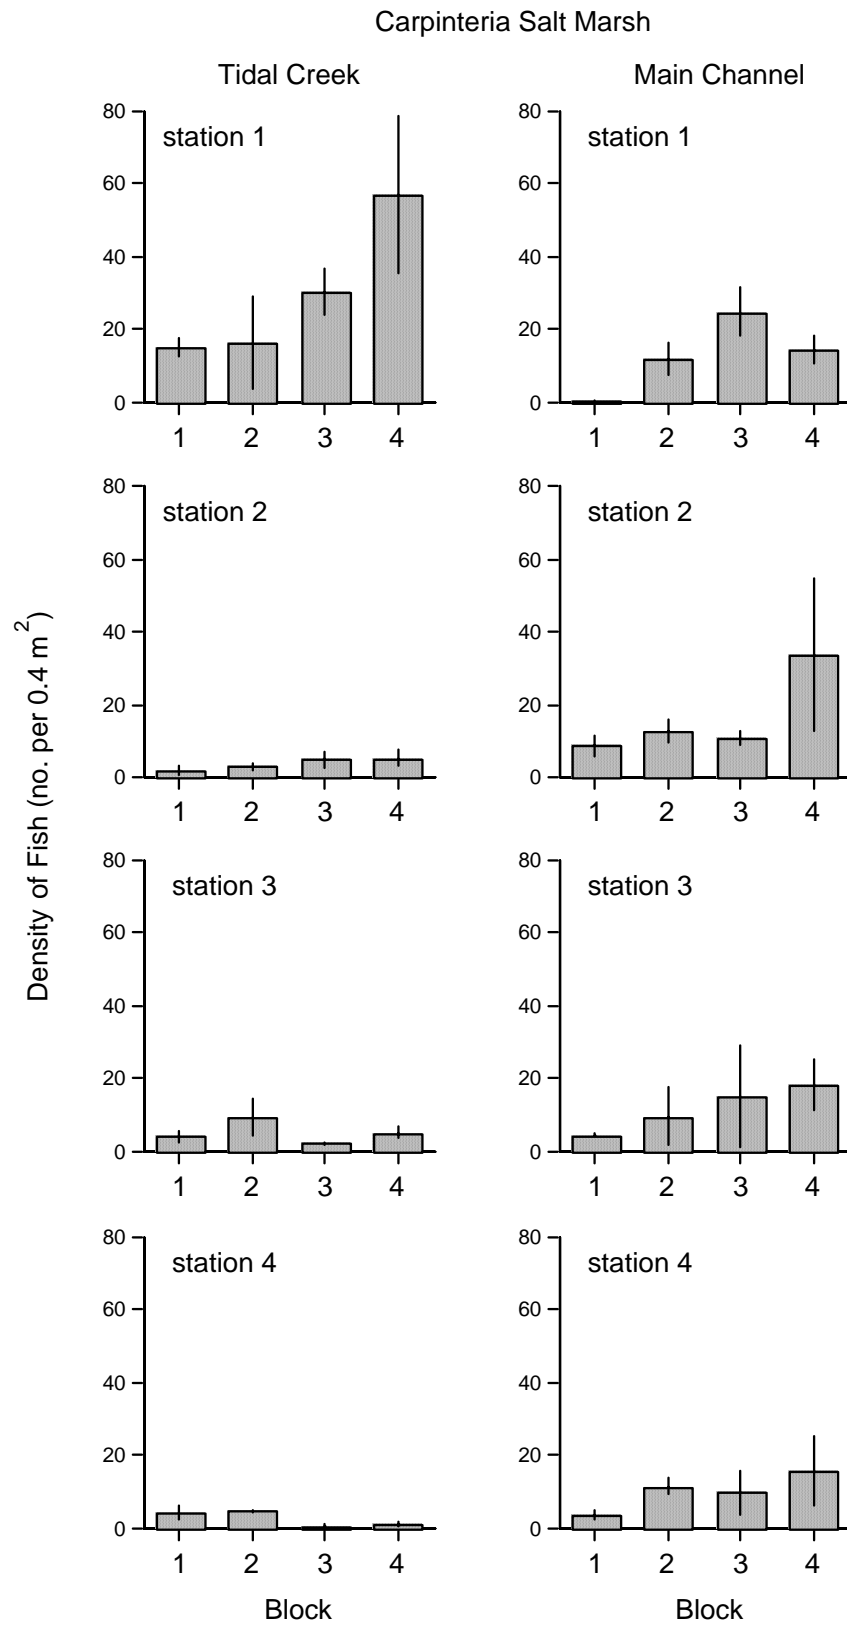 Carpinteria Salt Marsh
Tidal Creek
Main Channel
Density of Fish (no. per 0.4 m²)
station 1
80
60
40
20
0
1 2 3 4
station 1
80
60
40
20
0
1 2 3 4
station 2
80
60
40
20
0
1 2 3 4
station 2
80
60
40
20
0
1 2 3 4
station 3
80
60
40
20
0
1 2 3 4
station 3
80
60
40
20
0
1 2 3 4
station 4
80
60
40
20
0
1 2 3 4
Block
station 4
80
60
40
20
0
1 2 3 4
Block